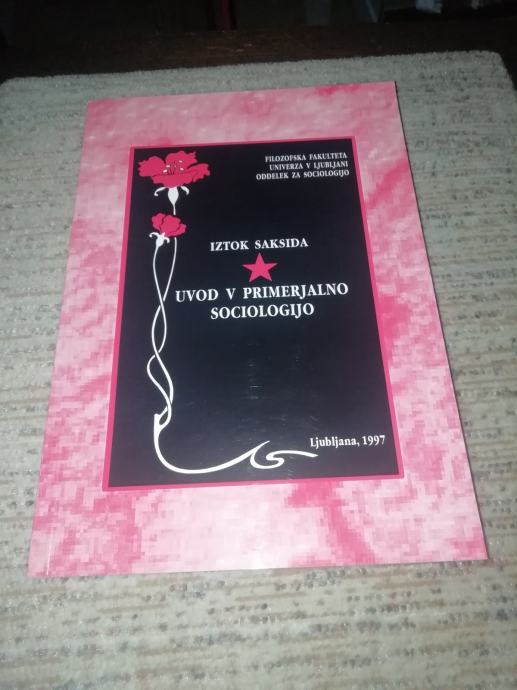 FILOZOFSKA FAKULTETA
UNIVERZA V LJUBLJANI
ODDELEK ZA SOCIOLOGIJO
IZTOK SAKSIDA
UVOD V PRIMERJALNO
SOCIOLOGIJO
Ljubljana, 1997